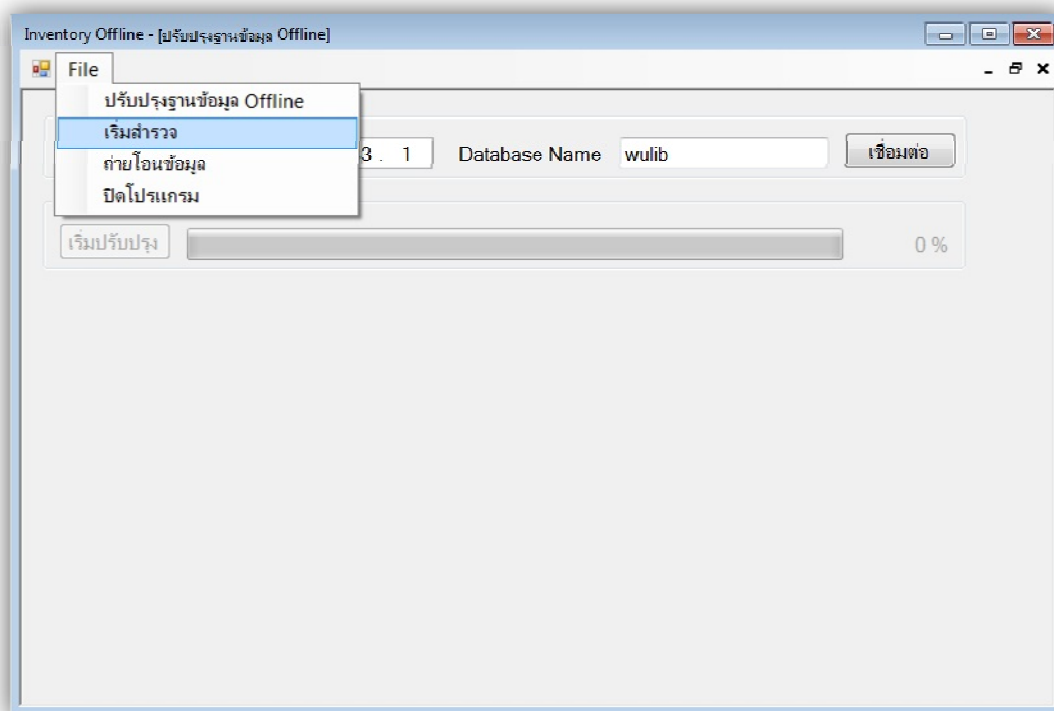 Inventory Offline - [ปรับปรุงฐานข้อมูล Offline]
File
ปรับปรุงฐานข้อมูล Offline
เริ่มสำรวจ
ถ่ายโอนข้อมูล
ปิดโปรแกรม
3 . 1
Database Name
wulib
เชื่อมต่อ
เริ่มปรับปรุง
0 %